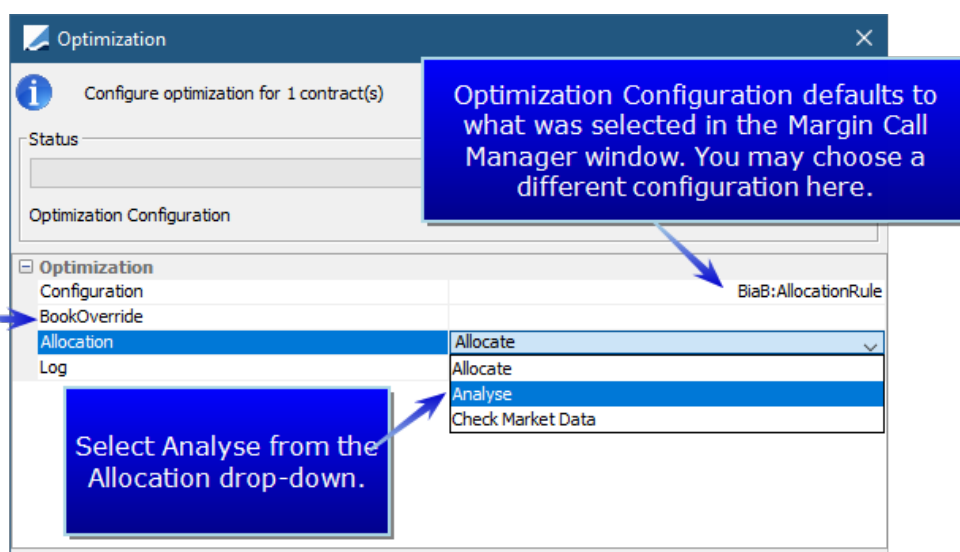 Optimization
Configure optimization for 1 contract(s)
Optimization Configuration defaults to
what was selected in the Margin Call
Manager window. You may choose a
different configuration here.
Status
Optimization Configuration
Optimization
Configuration BiaB:AllocationRule
BookOverride
Allocation Allocate
Log Allocate
Analyse
Check Market Data
Select Analyse from the
Allocation drop-down.